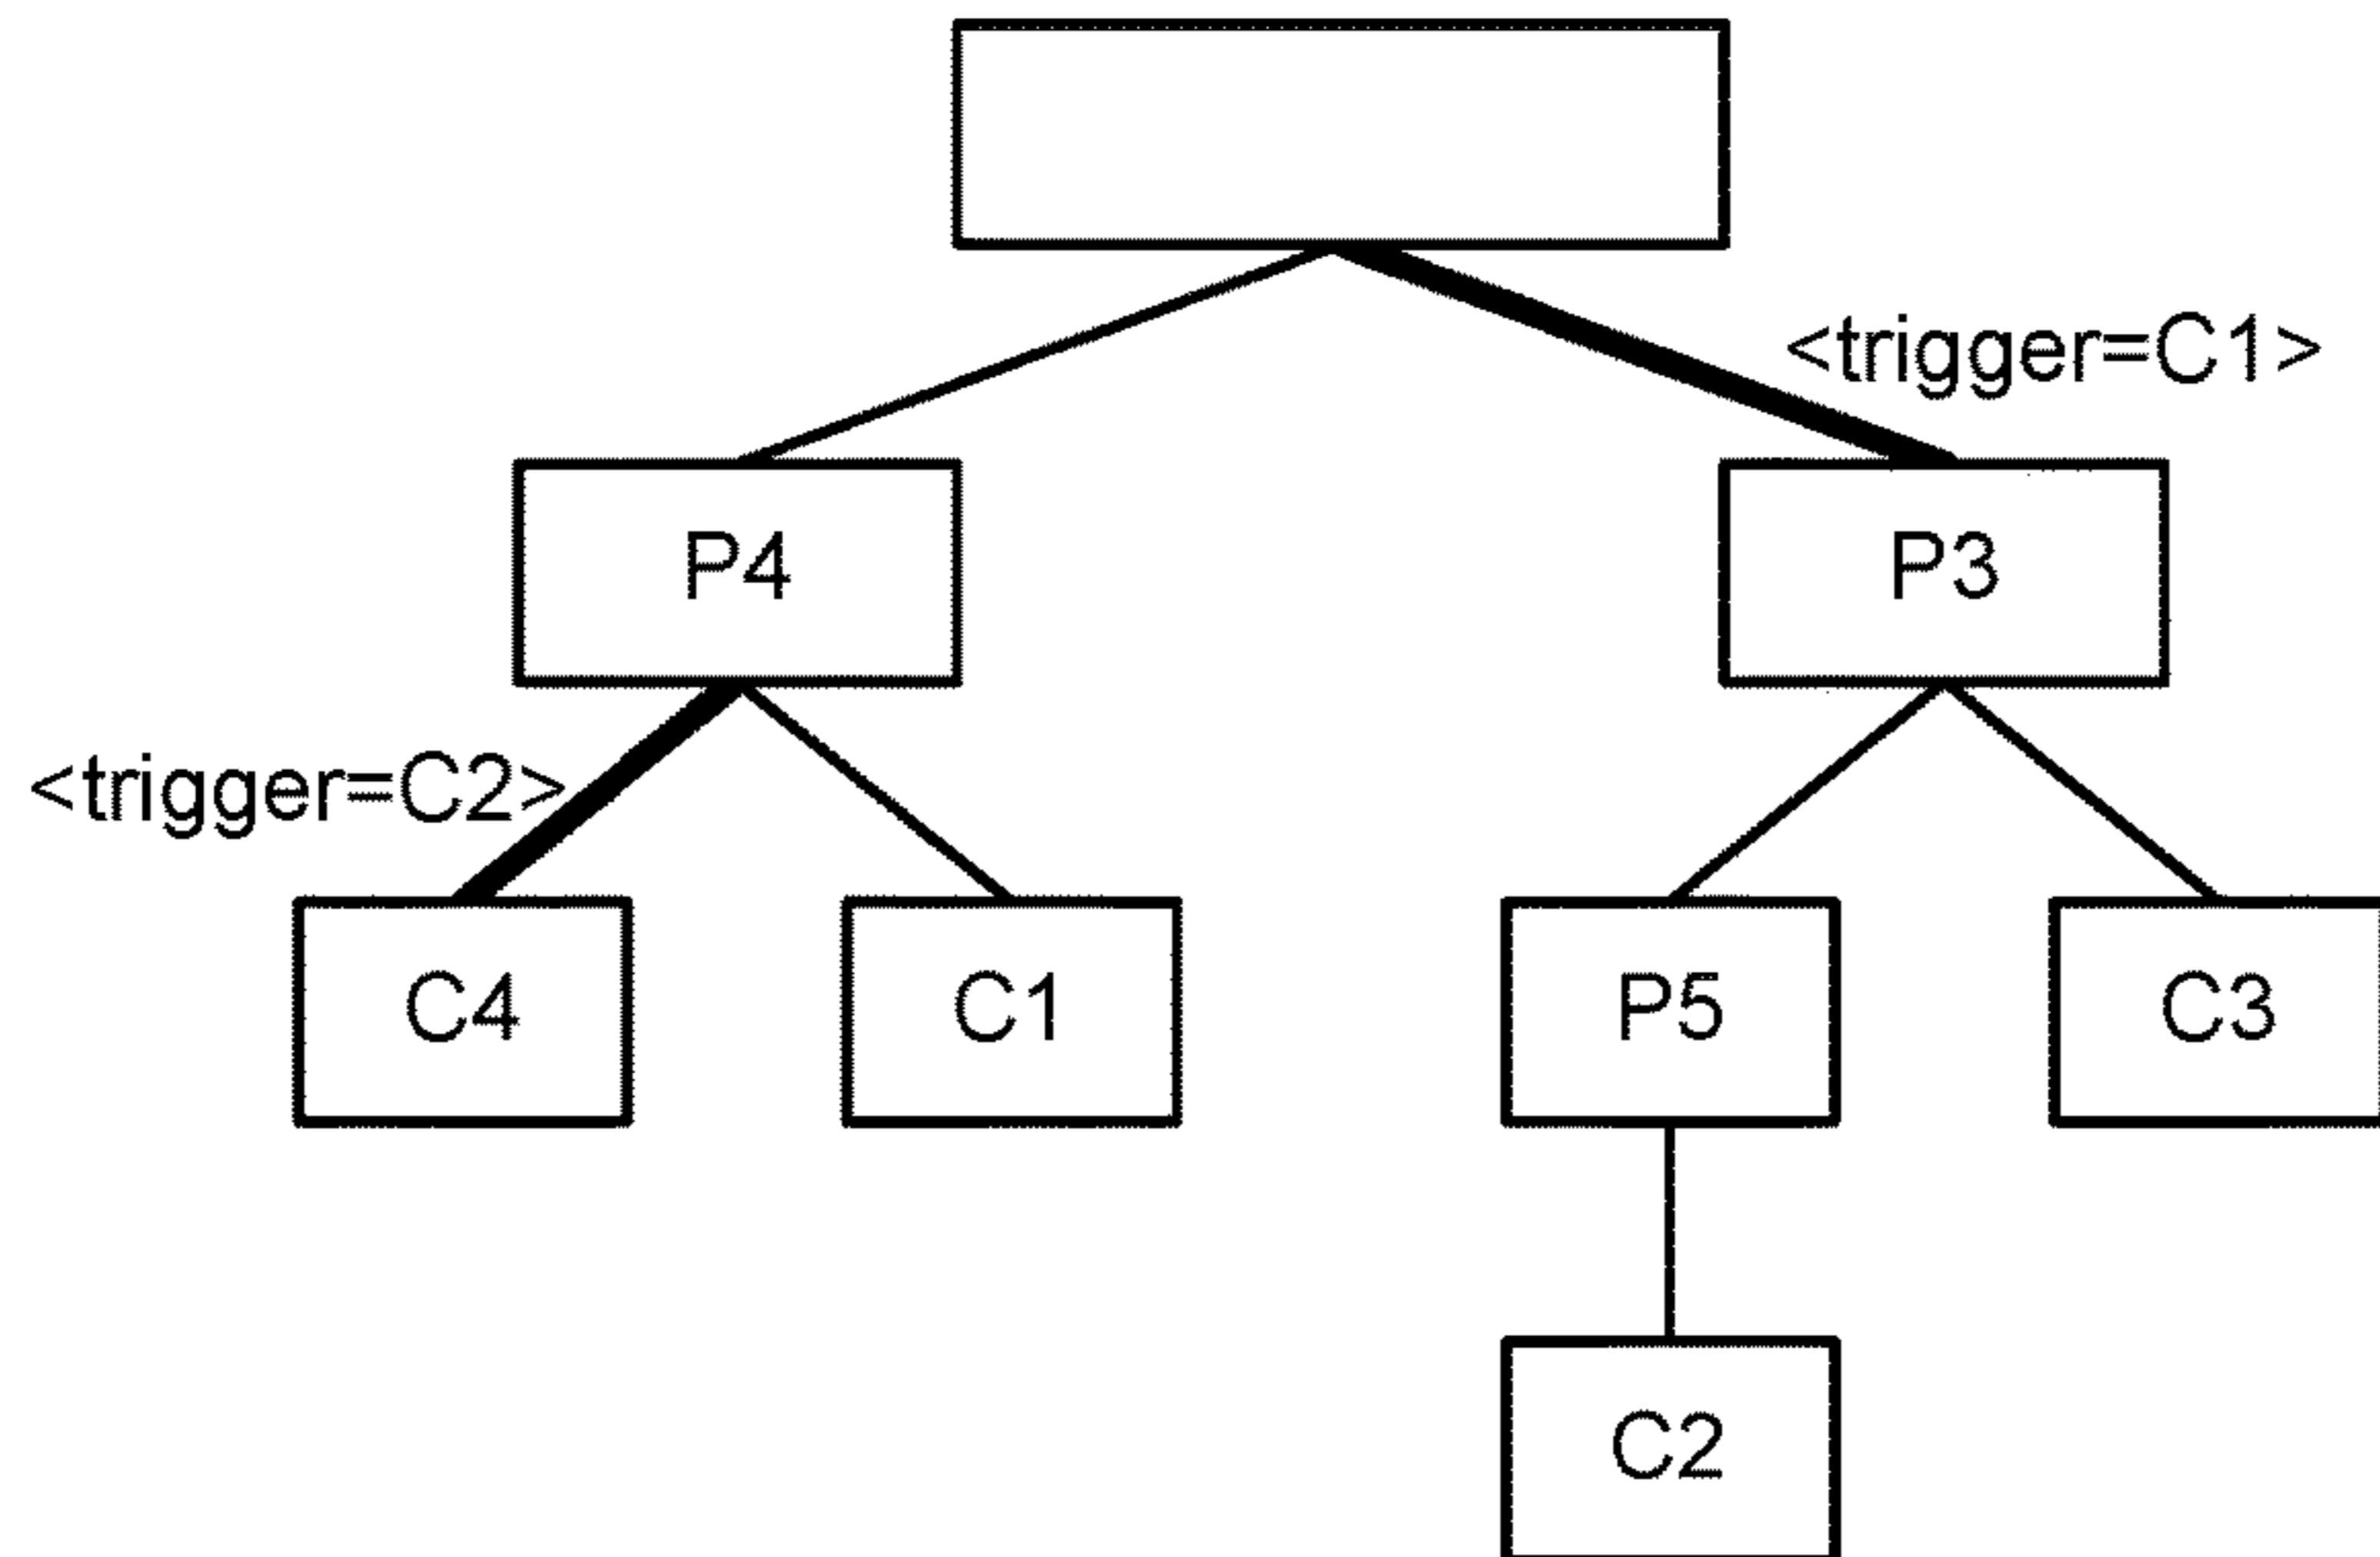 <trigger=C1>
P4
P3
<trigger=C2>
C4
C1
P5
C3
C2